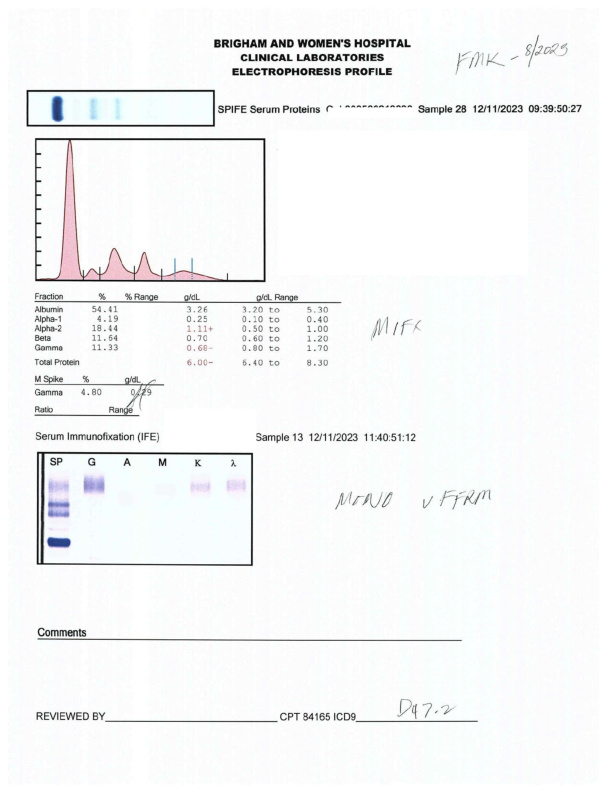 BRIGHAM AND WOMEN'S HOSPITAL
CLINICAL LABORATORIES
ELECTROPHORESIS PROFILE
FMK - 8/2023
SPIFE Serum Proteins Sample 28 12/11/2023 09:39:50:27
Fraction % % Range g/dL g/dL Range
Albumin 54.41 3.26 3.20 to 5.30
Alpha-1 4.19 0.25 0.10 to 0.40
Alpha-2 18.44 1.11+ 0.50 to 1.00
Beta 11.64 0.70 0.60 to 1.20
Gamma 11.33 0.68- 0.80 to 1.70
Total Protein 6.00- 6.40 to 8.30
MIFX
M Spike % g/dL
Gamma 4.80 0.29
Ratio Range
Serum Immunofixation (IFE) Sample 13 12/11/2023 11:40:51:12
SP G A M K λ
MONO
Comments
REVIEWED BY CPT 84165 ICD9 D47.2